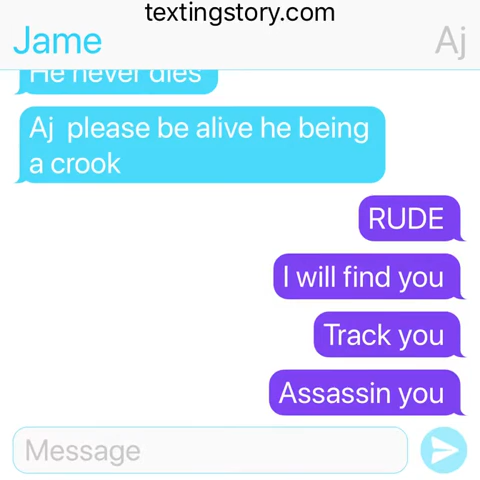 textingstory.com
Jame
Aj
He never dies
Aj please be alive he being
a crook
RUDE
I will find you
Track you
Assassin you
Message